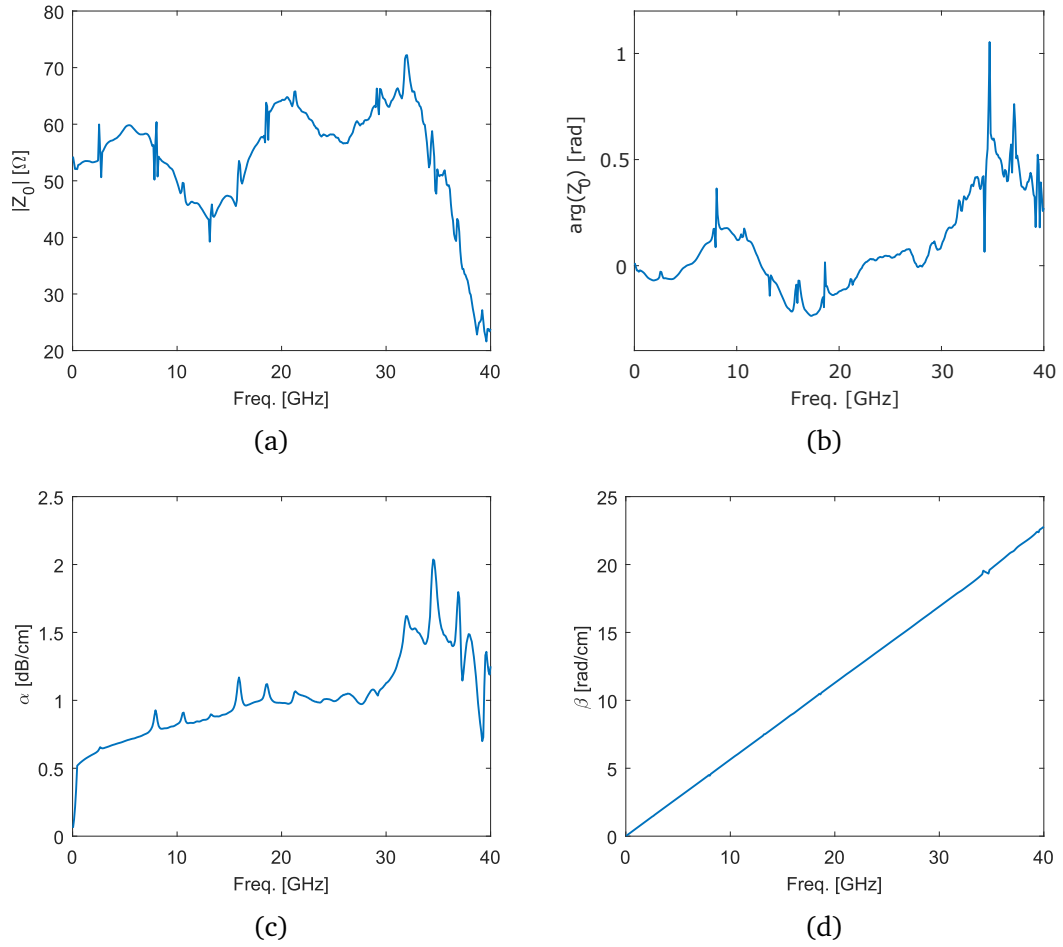 80
70
60
50
40
30
20
|Z0| [Ω]
0 10 20 30 40
Freq. [GHz]
(a)
1
0.5
0
arg(Z0) [rad]
0 10 20 30 40
Freq. [GHz]
(b)
2.5
2
1.5
1
0.5
0
α [dB/cm]
0 10 20 30 40
Freq. [GHz]
(c)
25
20
15
10
5
0
β [rad/cm]
0 10 20 30 40
Freq. [GHz]
(d)